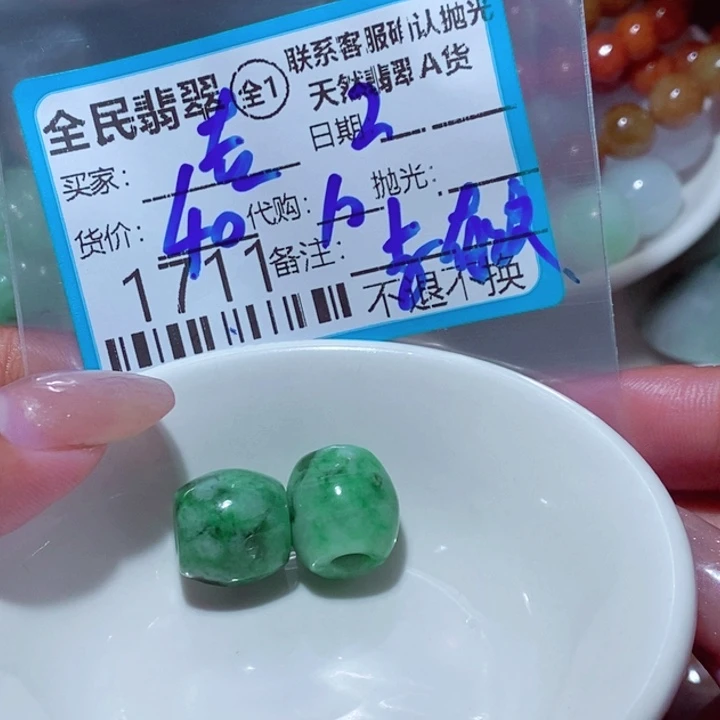 联系客服确认抛光
全民翡翠 全1 天然翡翠 A货
买家： 日期 2
货价：40 代购：6 抛光：
1711 备注：
不退不换